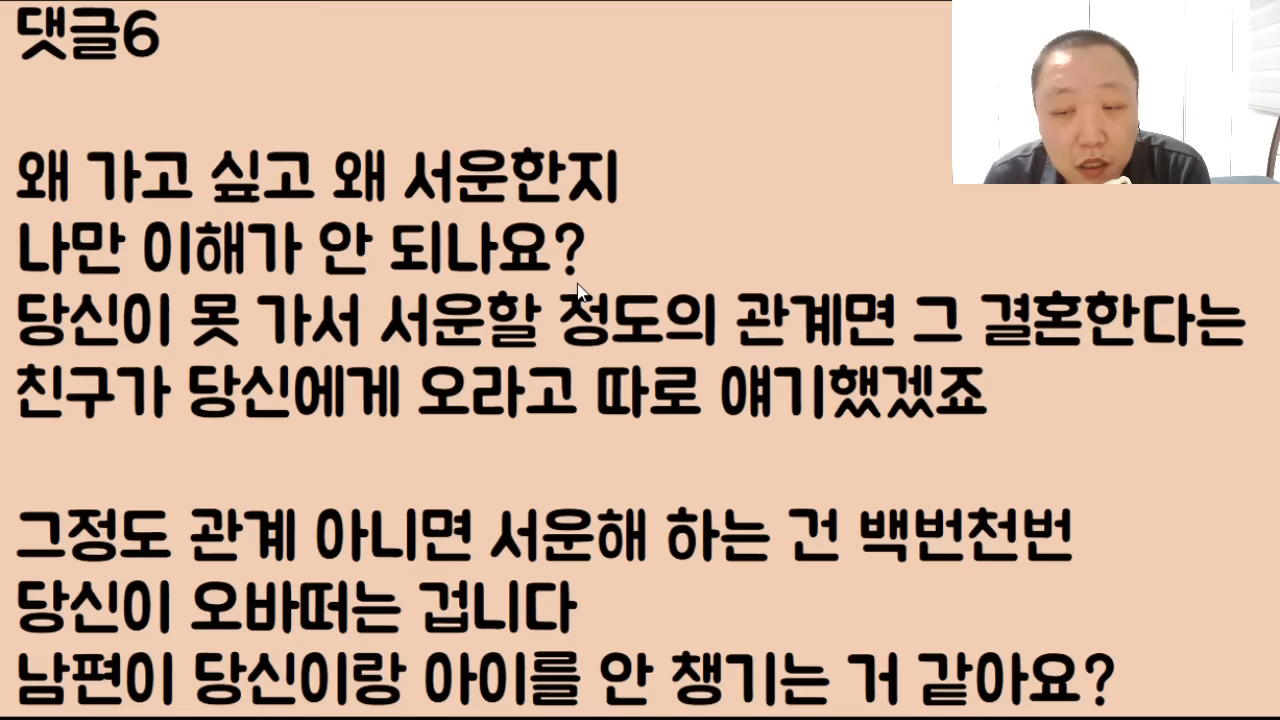 댓글6
왜 가고 싶고 왜 서운한지
나만 이해가 안 되나요?
당신이 못 가서 서운할 정도의 관계면 그 결혼한다는
친구가 당신에게 오라고 따로 얘기했겠죠
그정도 관계 아니면 서운해 하는 건 백번천번
당신이 오바떠는 겁니다
남편이 당신이랑 아이를 안 챙기는 거 같아요?